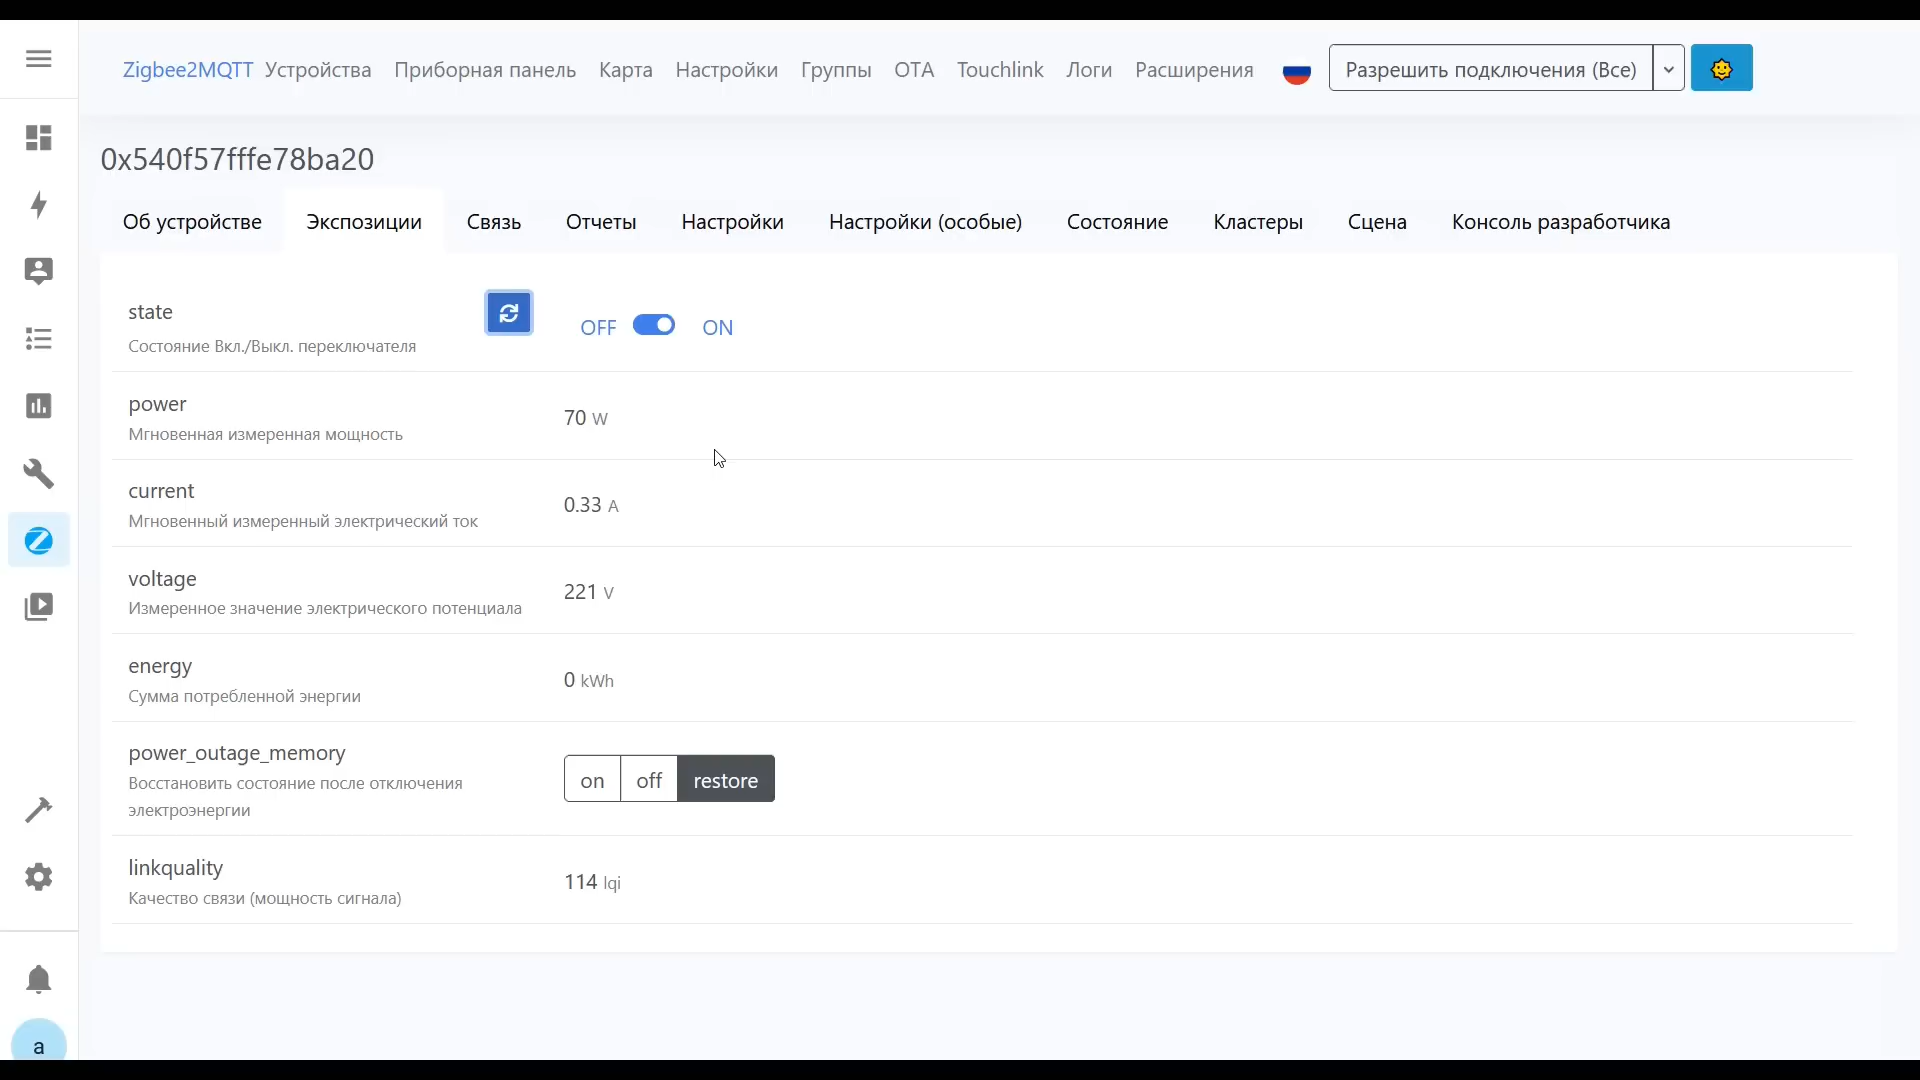 Zigbee2MQTT Устройства Приборная панель Карта Настройки Группы OTA Touchlink Логи Расширения Разрешить подключения (Все)
0x540f57fffe78ba20
Об устройстве Экспозиции Связь Отчеты Настройки Настройки (особые) Состояние Кластеры Сцена Консоль разработчика
state
OFF ON
Состояние Вкл./Выкл. переключателя
power
70 W
Мгновенная измеренная мощность
current
0.33 A
Мгновенный измеренный электрический ток
voltage
221 V
Измеренное значение электрического потенциала
energy
0 kWh
Сумма потребленной энергии
power_outage_memory
on off restore
Восстановить состояние после отключения
электроэнергии
linkquality
114 lqi
Качество связи (мощность сигнала)
a